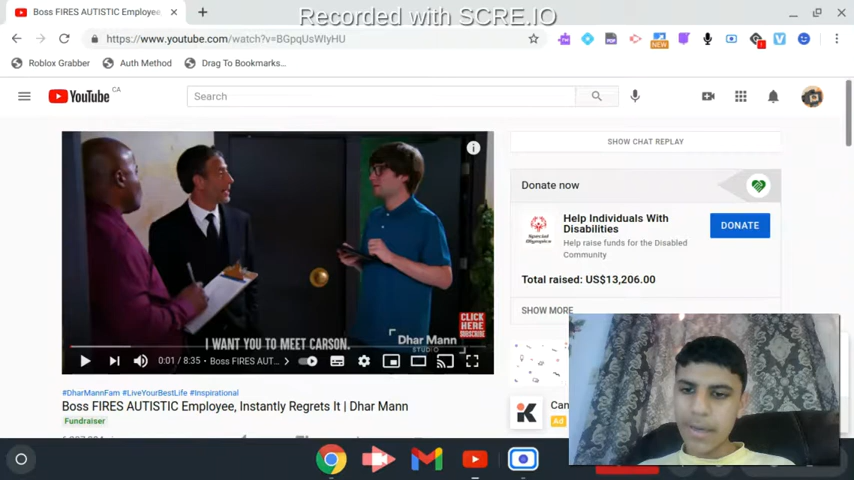 Recorded with SCRE.IO
Boss FIRES AUTISTIC Employee,
https://www.youtube.com/watch?v=BGpqUsWIyHU
NEW
Roblox Grabber
Auth Method
Drag To Bookmarks...
YouTube CA
Search
SHOW CHAT REPLAY
Donate now
Help Individuals With
Disabilities
DONATE
Help raise funds for the Disabled
Community
Total raised: US$13,206.00
SHOW MORE
CLICK
HERE
SUBSCRIBE
Dhar Mann
STUDIO
I WANT YOU TO MEET CARSON.
0:01 / 8:35 • Boss FIRES AUT...
#DharMannFam #LiveYourBestLife #Inspirational
Boss FIRES AUTISTIC Employee, Instantly Regrets It | Dhar Mann
Fundraiser
Can
Ad